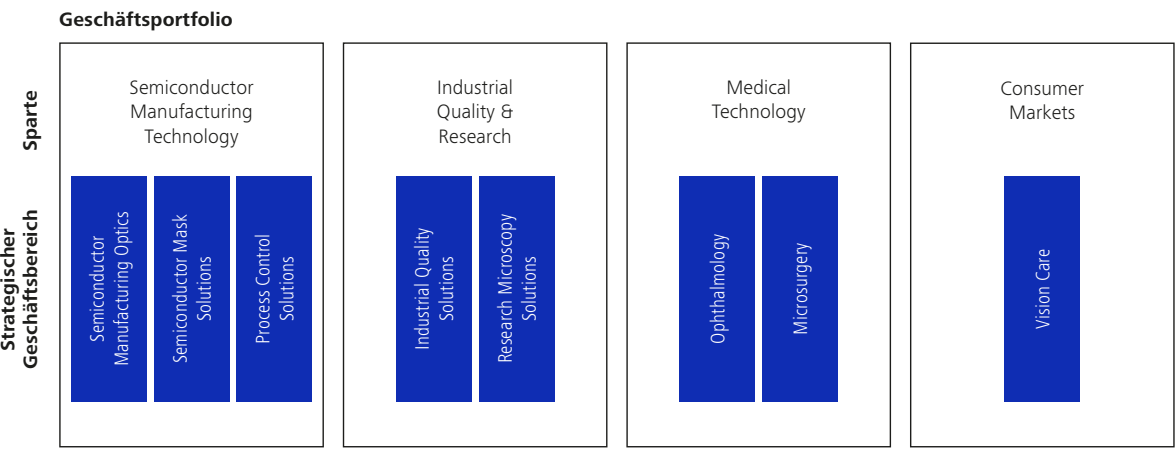 Geschäftsportfolio
Sparte
Semiconductor
Manufacturing
Technology
Industrial
Quality &
Research
Medical
Technology
Consumer
Markets
Strategischer
Geschäftsbereich
Semiconductor
Manufacturing Optics
Semiconductor Mask
Solutions
Process Control
Solutions
Industrial Quality
Solutions
Research Microscopy
Solutions
Ophthalmology
Microsurgery
Vision Care